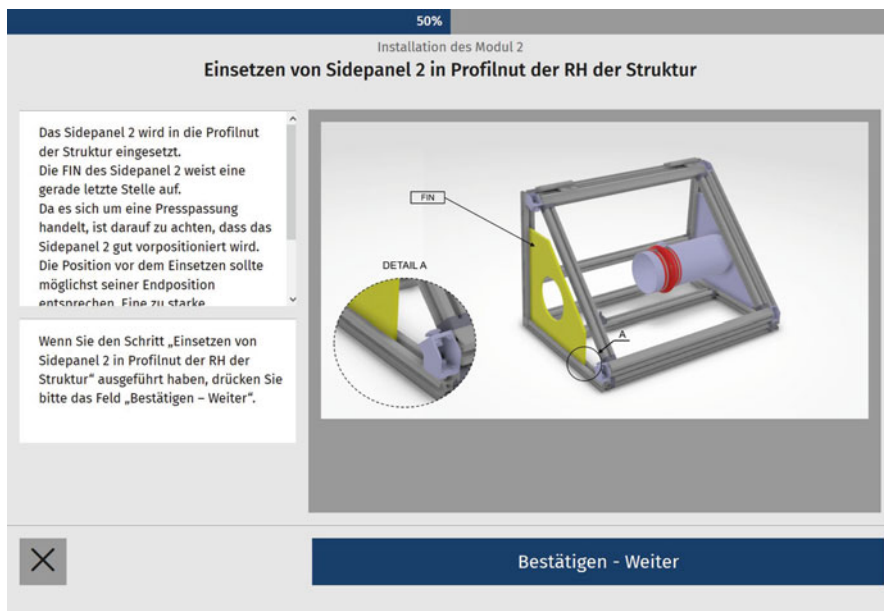 50%
Installation des Modul 2
Einsetzen von Sidepanel 2 in Profilnut der RH der Struktur
Das Sidepanel 2 wird in die Profilnut
der Struktur eingesetzt.
Die FIN des Sidepanel 2 weist eine
gerade letzte Stelle auf.
Da es sich um eine Presspassung
handelt, ist darauf zu achten, dass das
Sidepanel 2 gut vorpositioniert wird.
Die Position vor dem Einsetzen sollte
möglichst seiner Endposition
entsprechen. Eine zu starke
Wenn Sie den Schritt „Einsetzen von
Sidepanel 2 in Profilnut der RH der
Struktur“ ausgeführt haben, drücken Sie
bitte das Feld „Bestätigen – Weiter“.
FIN
DETAIL A
A
Bestätigen - Weiter